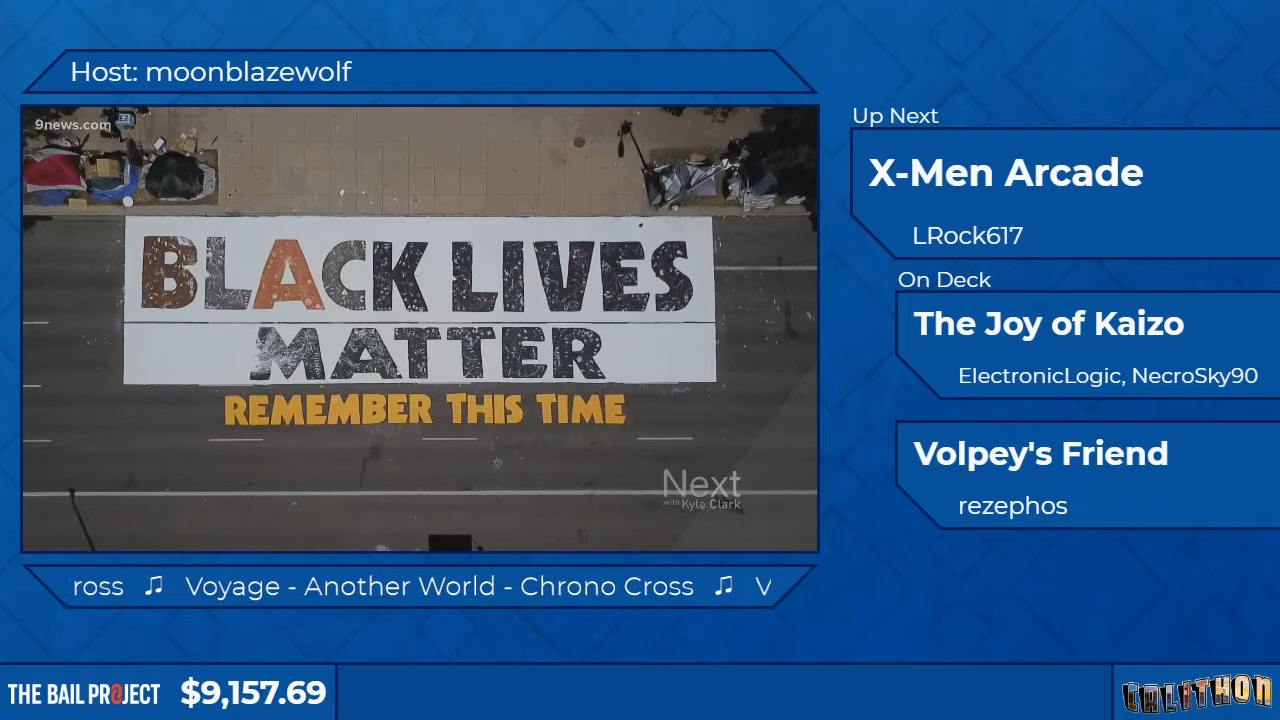 Host: moonblazewolf
9news.com
BLACK LIVES
MATTER
REMEMBER THIS TIME
Next
with Kyle Clark
ross ♫ Voyage - Another World - Chrono Cross ♫ V
Up Next
X-Men Arcade
LRock617
On Deck
The Joy of Kaizo
ElectronicLogic, NecroSky90
Volpey's Friend
rezephos
THE BAIL PROJECT $9,157.69
CALITHON